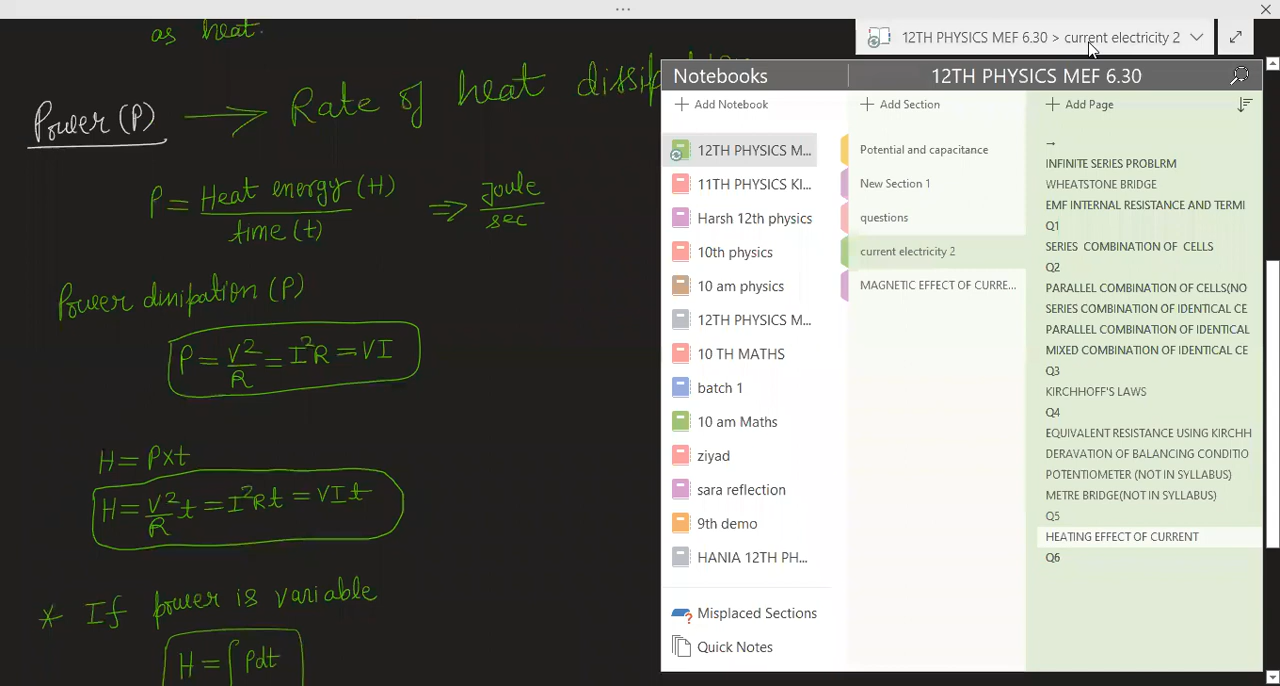 ...
as heat.
12TH PHYSICS MEF 6.30 > current electricity 2
Power (P) → Rate of heat
P = Heat energy (H) / time (t) ⇒ Joule / sec
Power dissipation (P)
P = V²/R = I²R = VI
H = P×t
H = V²/R t = I²Rt = VIt
* If power is variable
H = ∫Pdt
Notebooks
+ Add Notebook
12TH PHYSICS M...
11TH PHYSICS KI...
Harsh 12th physics
10th physics
10 am physics
12TH PHYSICS M...
10 TH MATHS
batch 1
10 am Maths
ziyad
sara reflection
9th demo
HANIA 12TH PH...
Misplaced Sections
Quick Notes
12TH PHYSICS MEF 6.30
+ Add Section
Potential and capacitance
New Section 1
questions
current electricity 2
MAGNETIC EFFECT OF CURRE...
+ Add Page
→
INFINITE SERIES PROBLRM
WHEATSTONE BRIDGE
EMF INTERNAL RESISTANCE AND TERMI
Q1
SERIES COMBINATION OF CELLS
Q2
PARALLEL COMBINATION OF CELLS(NO
SERIES COMBINATION OF IDENTICAL CE
PARALLEL COMBINATION OF IDENTICAL
MIXED COMBINATION OF IDENTICAL CE
Q3
KIRCHHOFF'S LAWS
Q4
EQUIVALENT RESISTANCE USING KIRCHH
DERAVATION OF BALANCING CONDITIO
POTENTIOMETER (NOT IN SYLLABUS)
METRE BRIDGE(NOT IN SYLLABUS)
Q5
HEATING EFFECT OF CURRENT
Q6